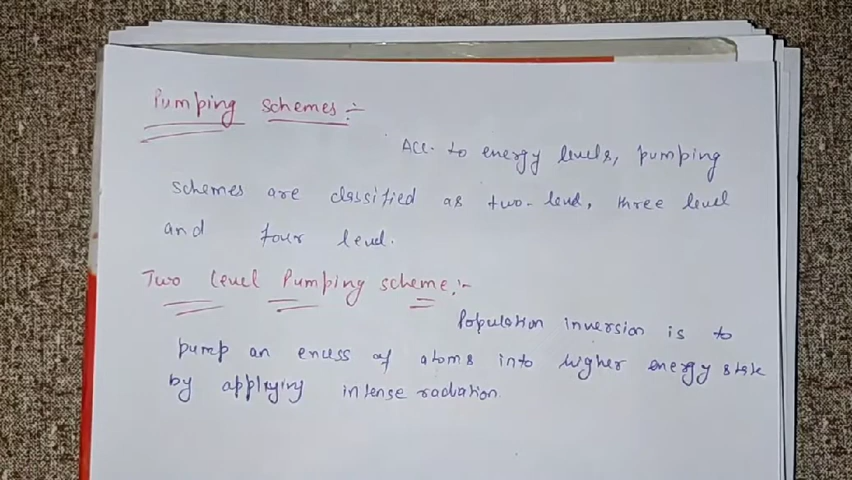 Pumping schemes:-
Acc. to energy levels, pumping
schemes are classified as two-level, three level
and four level.
Two level Pumping scheme:-
Population inversion is to
pump an excess of atoms into higher energy state
by applying intense radiation.